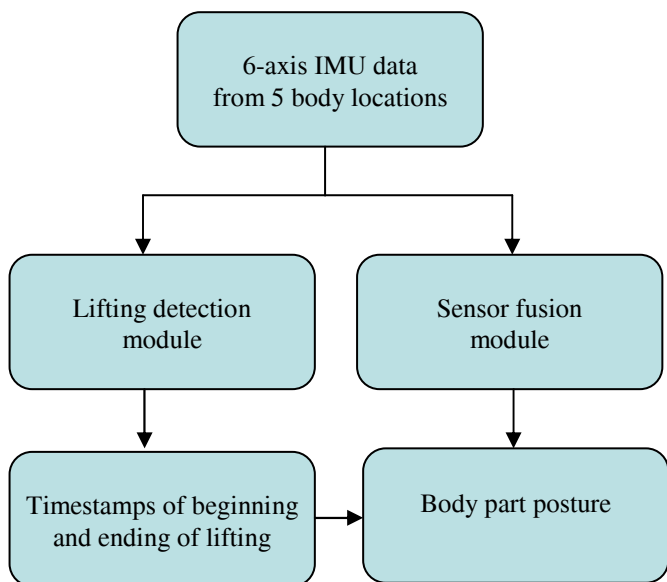 6-axis IMU data
from 5 body locations
Lifting detection
module
Sensor fusion
module
Timestamps of beginning
and ending of lifting
Body part posture